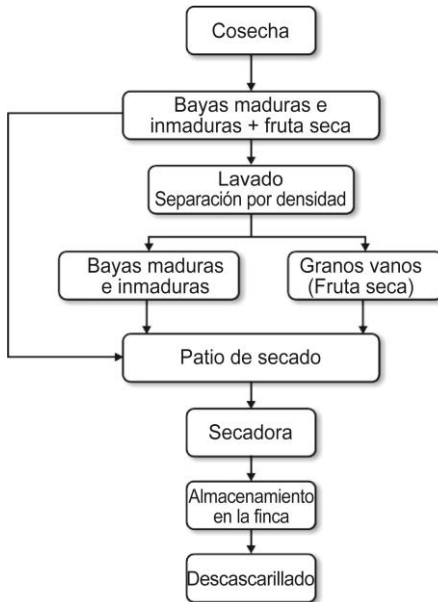 Cosecha
Bayas maduras e
inmaduras + fruta seca
Lavado
Separación por densidad
Bayas maduras
e inmaduras
Granos vanos
(Fruta seca)
Patio de secado
Secadora
Almacenamiento
en la finca
Descascarillado